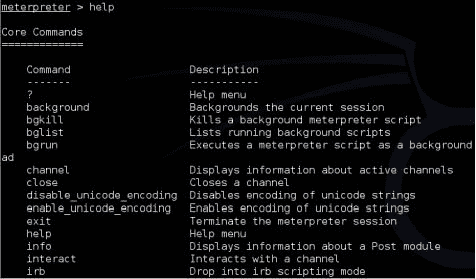 meterpreter > help
Core Commands
=============
Command Description
------- -----------
? Help menu
background Backgrounds the current session
bgkill Kills a background meterpreter script
bglist Lists running background scripts
bgrun Executes a meterpreter script as a background
ad
channel Displays information about active channels
close Closes a channel
disable_unicode_encoding Disables encoding of unicode strings
enable_unicode_encoding Enables encoding of unicode strings
exit Terminate the meterpreter session
help Help menu
info Displays information about a Post module
interact Interacts with a channel
irb Drop into irb scripting mode